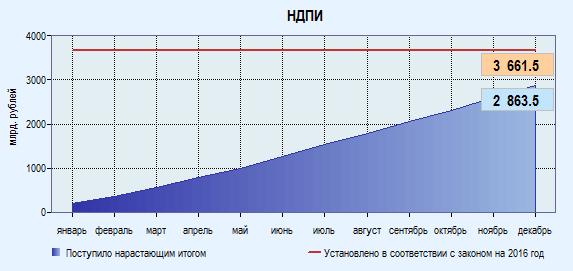 НДПИ
млрд. рублей
4000
3000
2000
1000
0
3 661.5
2 863.5
январь февраль март апрель май июнь июль август сентябрь октябрь ноябрь декабрь
Поступило нарастающим итогом Установлено в соответствии с законом на 2016 год